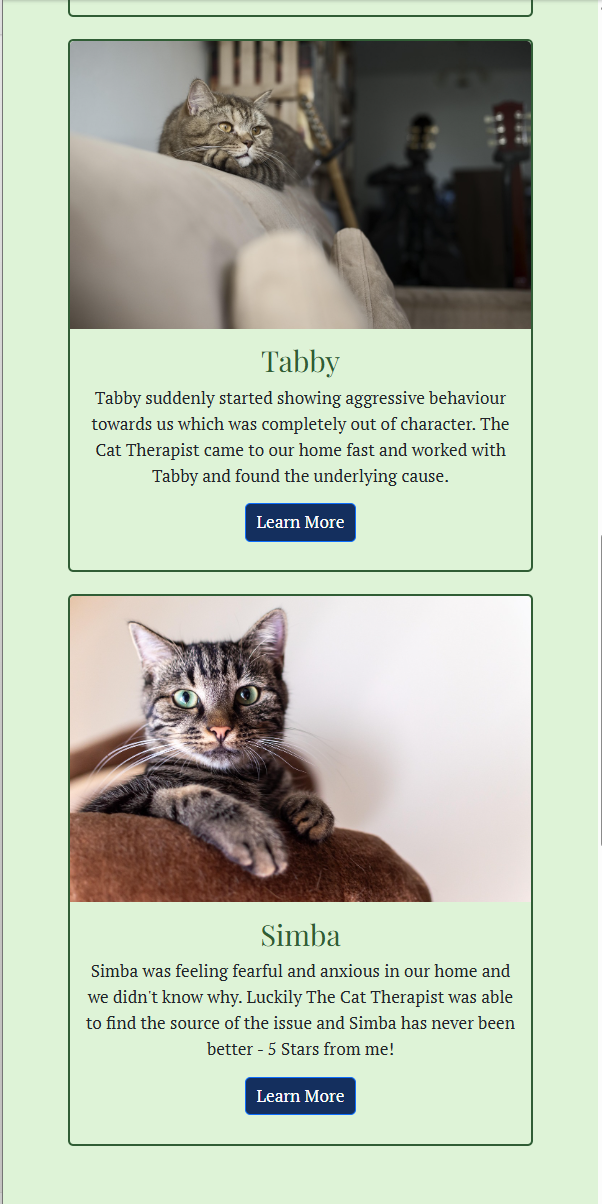 Tabby
Tabby suddenly started showing aggressive behaviour
towards us which was completely out of character. The
Cat Therapist came to our home fast and worked with
Tabby and found the underlying cause.
Learn More
Simba
Simba was feeling fearful and anxious in our home and
we didn't know why. Luckily The Cat Therapist was able
to find the source of the issue and Simba has never been
better - 5 Stars from me!
Learn More